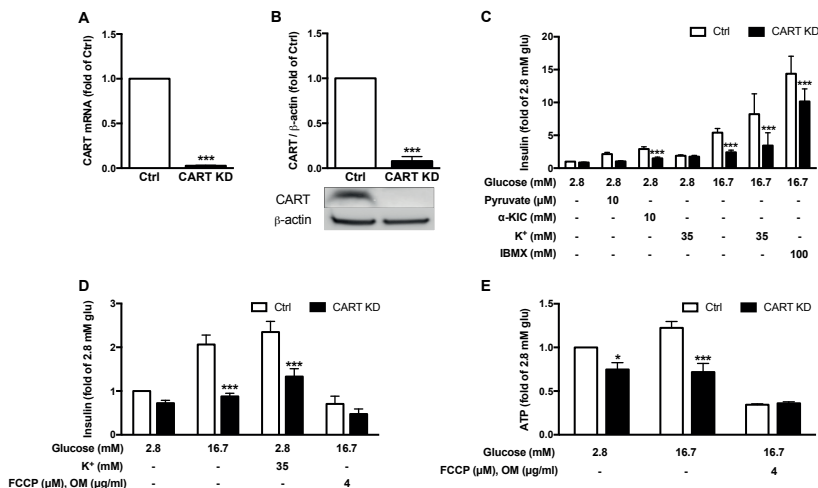 A
CART mRNA (fold of Ctrl)
1.5
1.0
0.5
0.0
***
Ctrl CART KD
B
CART / β-actin (fold of Ctrl)
1.5
1.0
0.5
0.0
***
Ctrl CART KD
CART
β-actin
C
Ctrl CART KD
Insulin (fold of 2.8 mM glu)
20
15
10
5
0
*** *** *** ***
Glucose (mM) 2.8 2.8 2.8 2.8 16.7 16.7 16.7
Pyruvate (µM) - 10 - - - - -
α-KIC (mM) - - 10 - - - -
K+ (mM) - - - 35 - 35 -
IBMX (mM) - - - - - - 100
D
Ctrl CART KD
Insulin (fold of 2.8 mM glu)
3
2
1
0
*** ***
Glucose (mM) 2.8 16.7 2.8 16.7
K+ (mM) - - 35 -
FCCP (µM), OM (µg/ml) - - - 4
E
Ctrl CART KD
ATP (fold of 2.8 mM glu)
1.5
1.0
0.5
0.0
* ***
Glucose (mM) 2.8 16.7 16.7
FCCP (µM), OM (µg/ml) - - 4